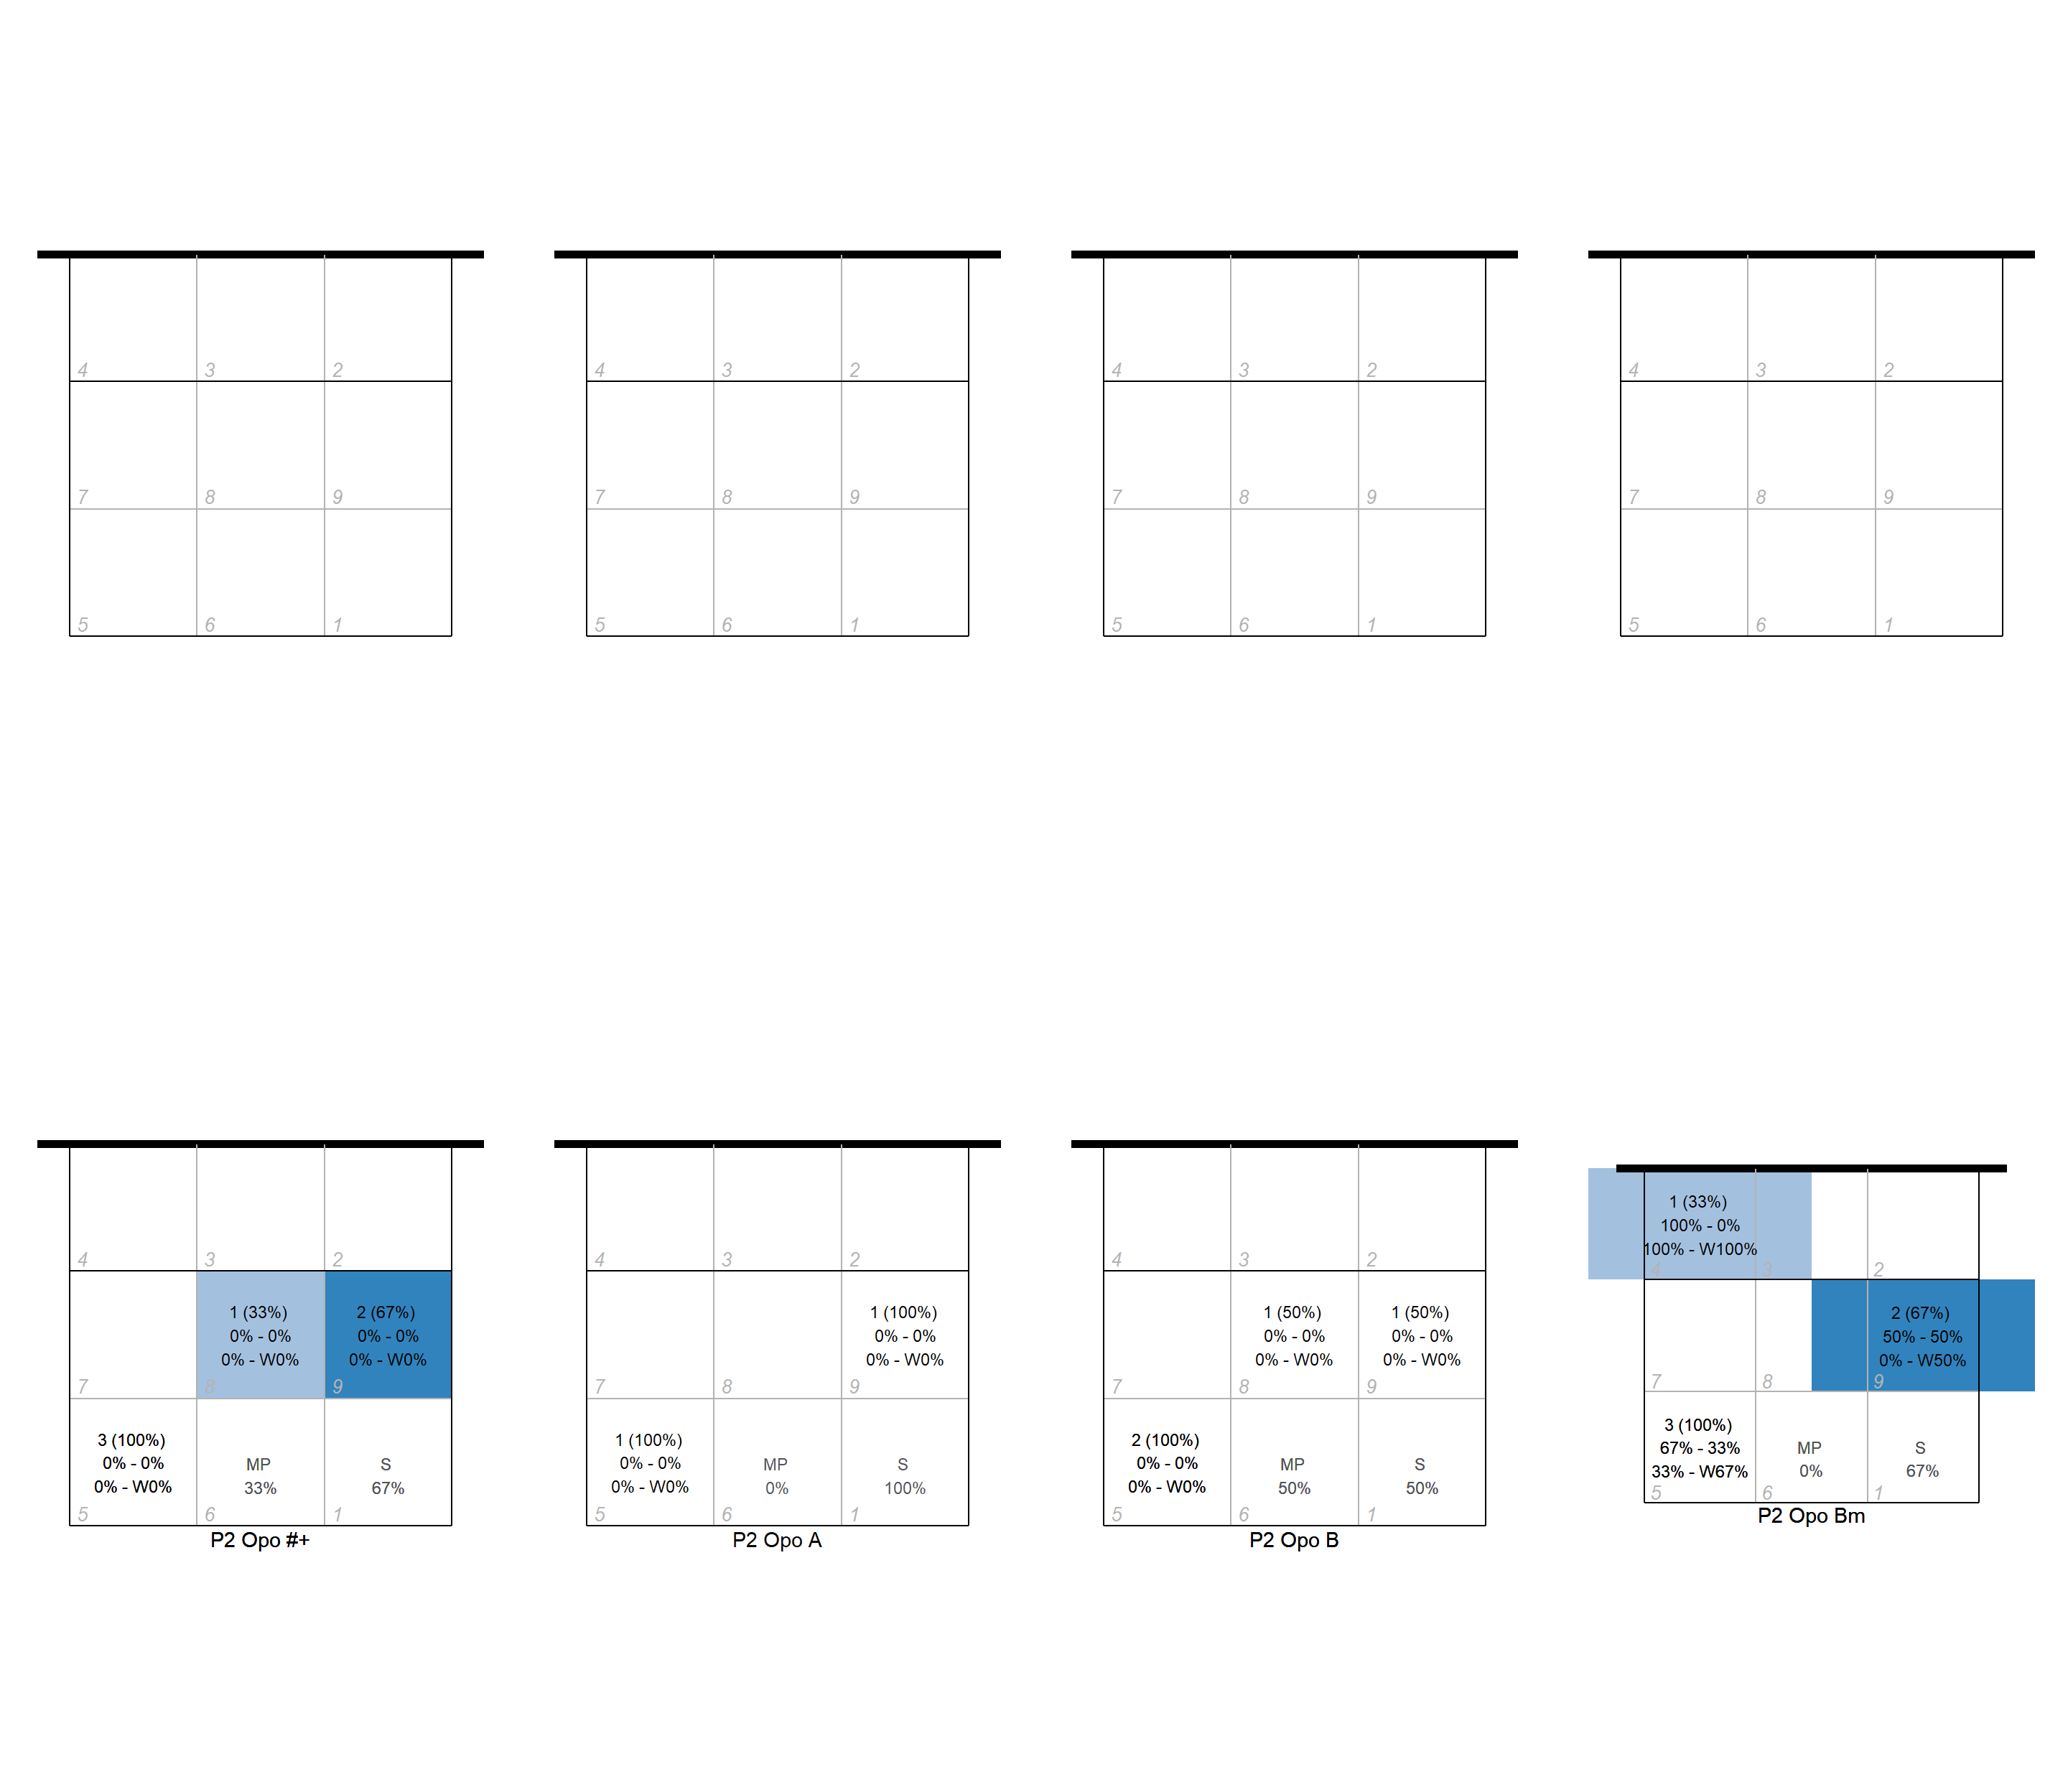 4 3 2
7 8 9
5 6 1
4 3 2
7 8 9
5 6 1
4 3 2
7 8 9
5 6 1
4 3 2
7 8 9
5 6 1
4 3 2
1 (33%)
0% - 0%
0% - W0%
2 (67%)
0% - 0%
0% - W0%
7 8 9
3 (100%)
0% - 0%
0% - W0%
MP
33%
S
67%
5 6 1
P2 Opo #+
4 3 2
1 (100%)
0% - 0%
0% - W0%
7 8 9
1 (100%)
0% - 0%
0% - W0%
MP
0%
S
100%
5 6 1
P2 Opo A
4 3 2
1 (50%)
0% - 0%
0% - W0%
1 (50%)
0% - 0%
0% - W0%
7 8 9
2 (100%)
0% - 0%
0% - W0%
MP
50%
S
50%
5 6 1
P2 Opo B
1 (33%)
100% - 0%
100% - W100%
4 3 2
2 (67%)
50% - 50%
0% - W50%
7 8 9
3 (100%)
67% - 33%
33% - W67%
MP
0%
S
67%
5 6 1
P2 Opo Bm